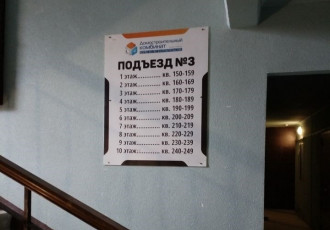 Домостроительный
комбинат
ПОДЪЕЗД №3
1 этаж........... кв. 150-159
2 этаж........... кв. 160-169
3 этаж........... кв. 170-179
4 этаж........... кв. 180-189
5 этаж........... кв. 190-199
6 этаж........... кв. 200-209
7 этаж........... кв. 210-219
8 этаж........... кв. 220-229
9 этаж........... кв. 230-239
10 этаж.......... кв. 240-249